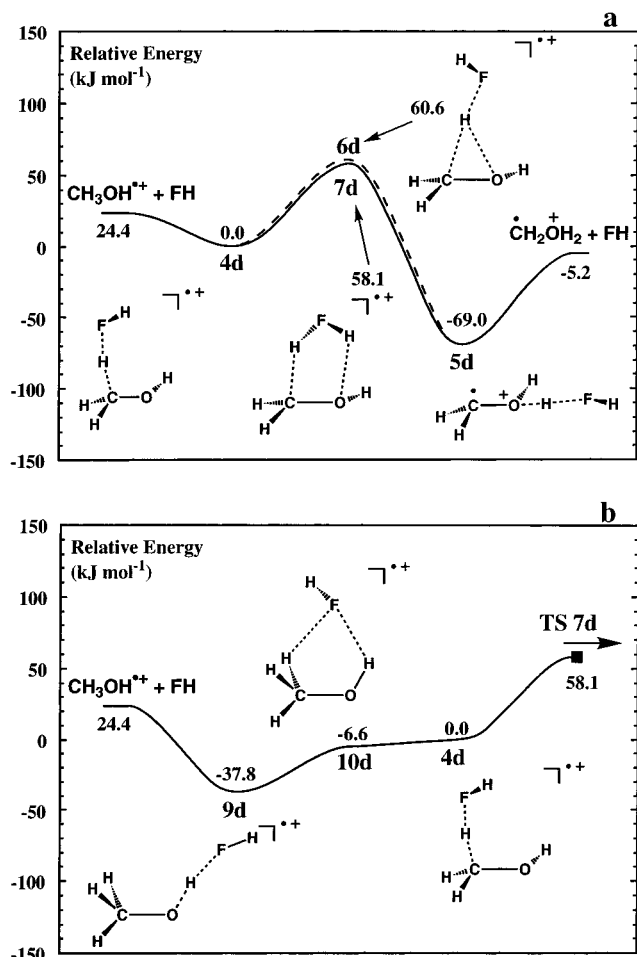 a
150
Relative Energy
(kJ mol⁻¹)
100
50
0
-50
-100
-150
CH₃OH•+ + FH
24.4
0.0
4d
6d
7d
60.6
58.1
-69.0
5d
•CH₂OH₂+ + FH
-5.2
H
F
H
H
C
O
H
H
•+
F
H
H
H
C
O
H
H
•+
F
H
H
H
C
O
H
H
•+
H
•
C
+
O
H
H
F
H
H
b
150
Relative Energy
(kJ mol⁻¹)
100
50
0
-50
-100
-150
CH₃OH•+ + FH
24.4
-37.8
9d
-6.6
10d
0.0
4d
TS 7d
58.1
H
F
H
H
C
O
H
H
•+
F
H
H
H
H
C
O
H
•+
F
H
H
H
C
O
H
H
•+